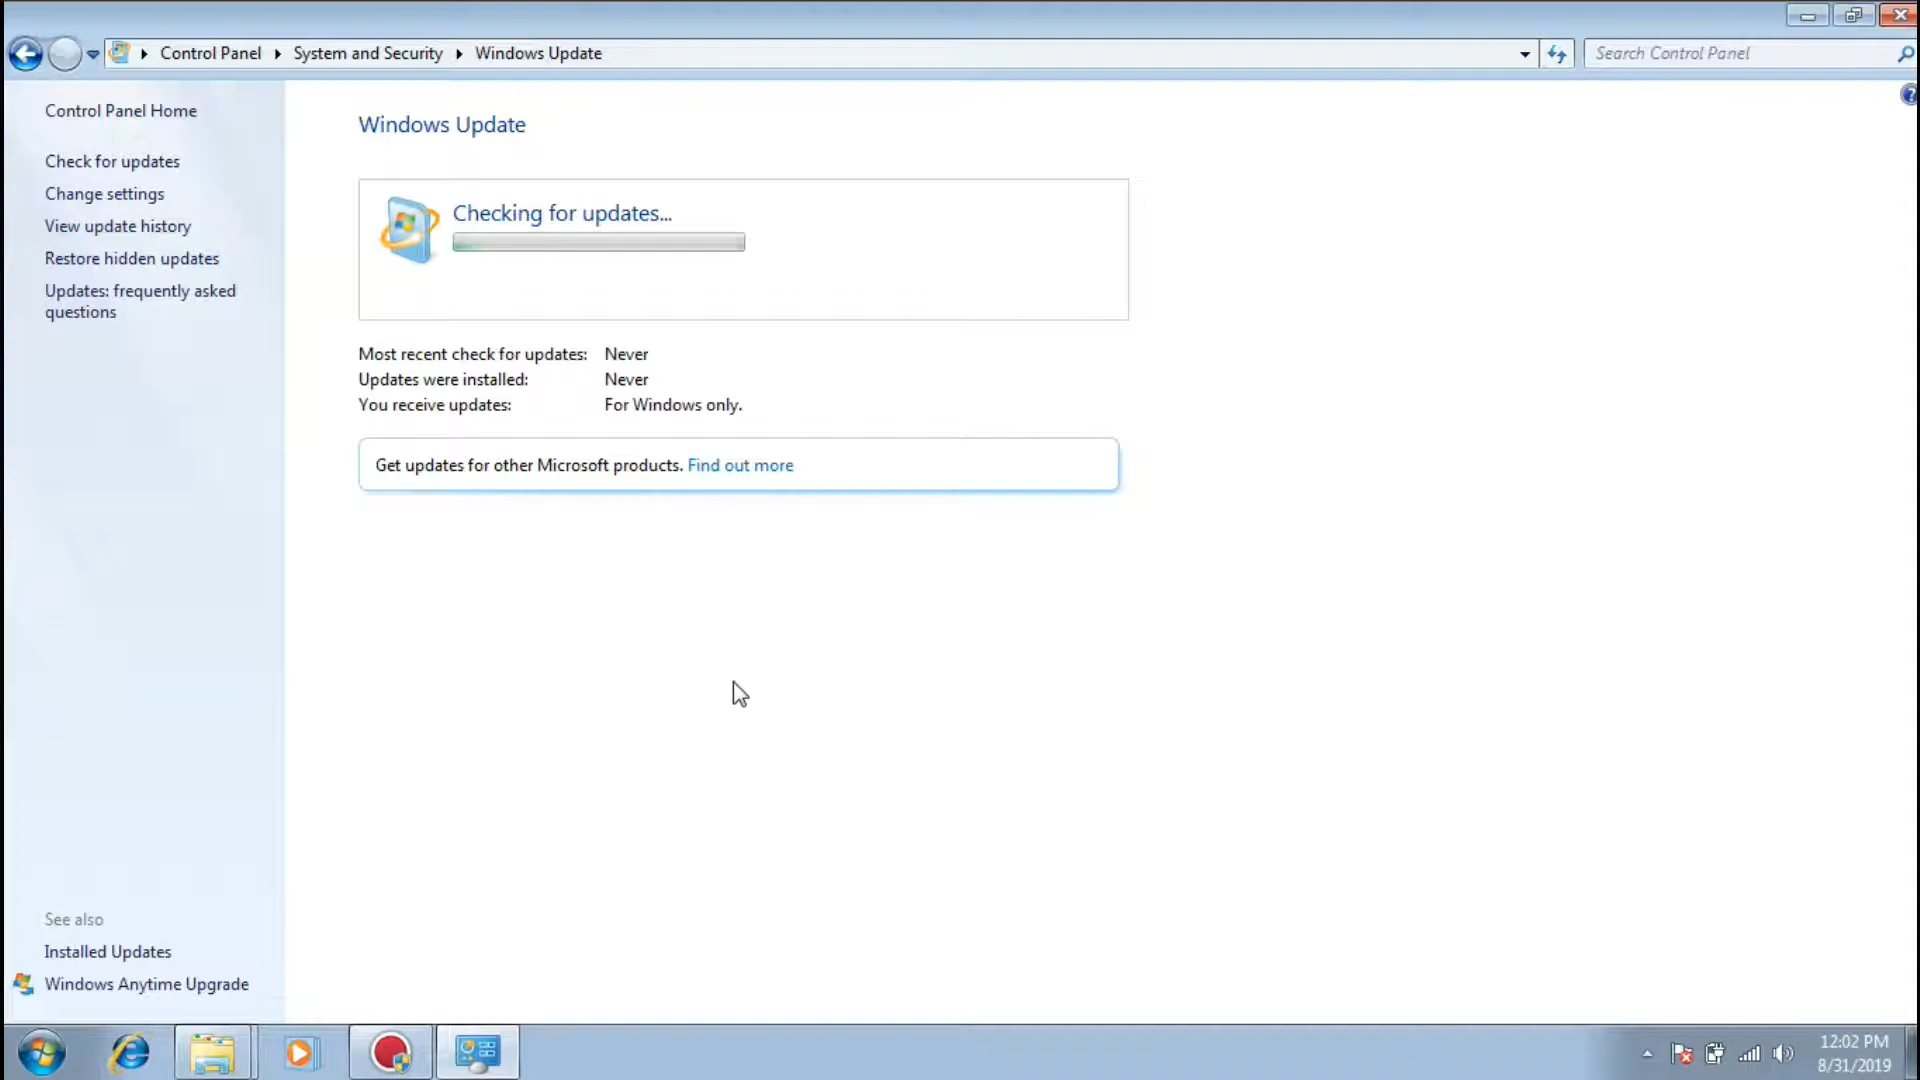 Control Panel
System and Security
Windows Update
Search Control Panel
Control Panel Home
Check for updates
Change settings
View update history
Restore hidden updates
Updates: frequently asked
questions
Windows Update
Checking for updates...
Most recent check for updates: Never
Updates were installed: Never
You receive updates: For Windows only.
Get updates for other Microsoft products. Find out more
See also
Installed Updates
Windows Anytime Upgrade
12:02 PM
8/31/2019